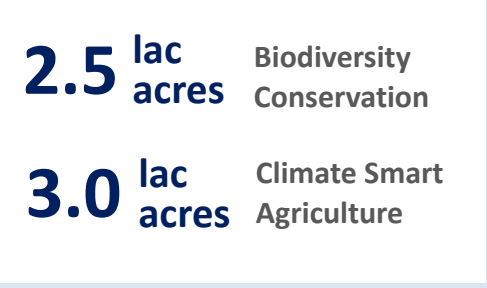 2.5 lac acres Biodiversity Conservation
3.0 lac acres Climate Smart Agriculture